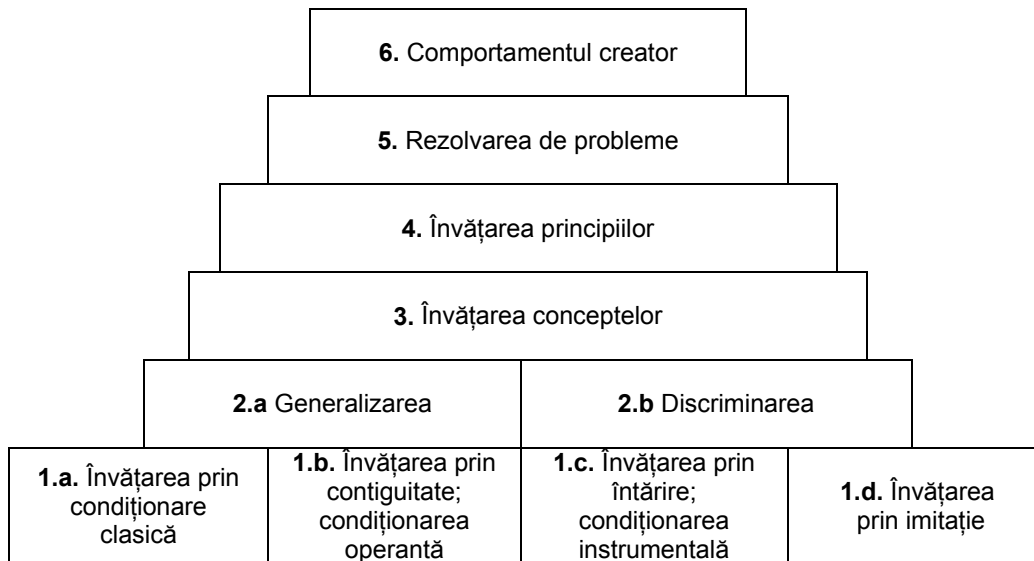 6. Comportamentul creator
5. Rezolvarea de probleme
4. Învățarea principiilor
3. Învățarea conceptelor
2.a Generalizarea
2.b Discriminarea
1.a. Învățarea prin
condiționare
clasică
1.b. Învățarea prin
contiguitate;
condiționarea
operantă
1.c. Învățarea prin
întărire;
condiționarea
instrumentală
1.d. Învățarea
prin imitație